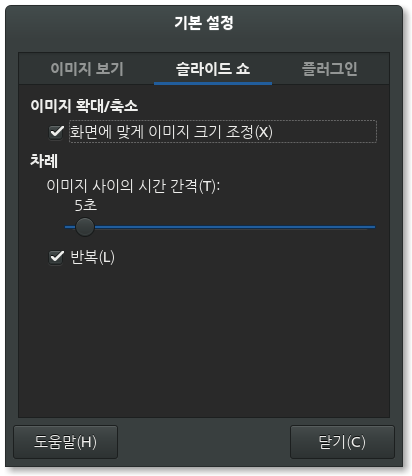 기본 설정
이미지 보기 슬라이드 쇼 플러그인
이미지 확대/축소
화면에 맞게 이미지 크기 조정(X)
차례
이미지 사이의 시간 간격(T):
5초
반복(L)
도움말(H) 닫기(C)